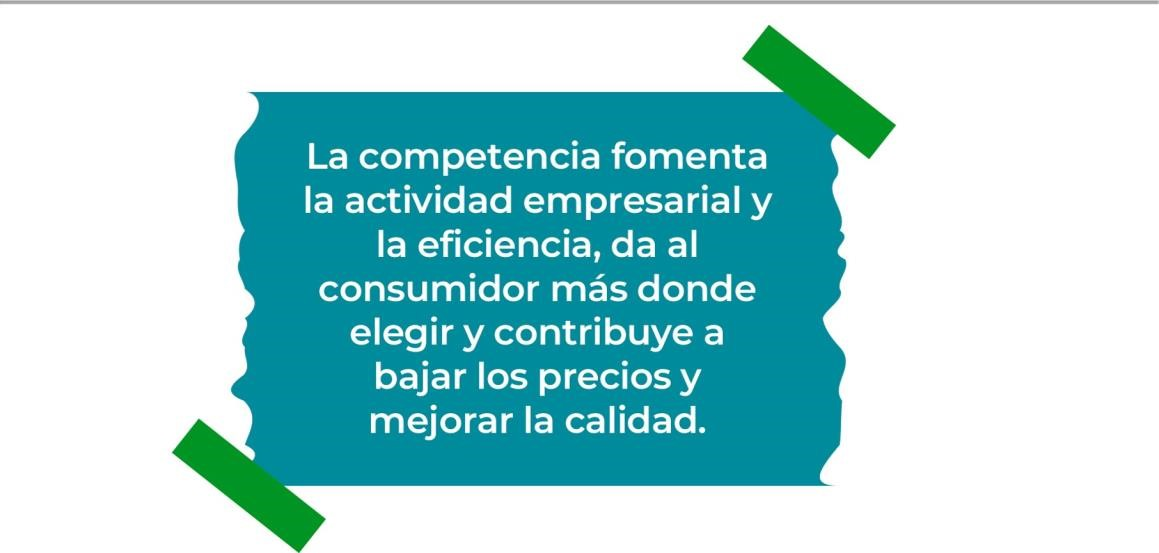 La competencia fomenta
la actividad empresarial y
la eficiencia, da al
consumidor más donde
elegir y contribuye a
bajar los precios y
mejorar la calidad.